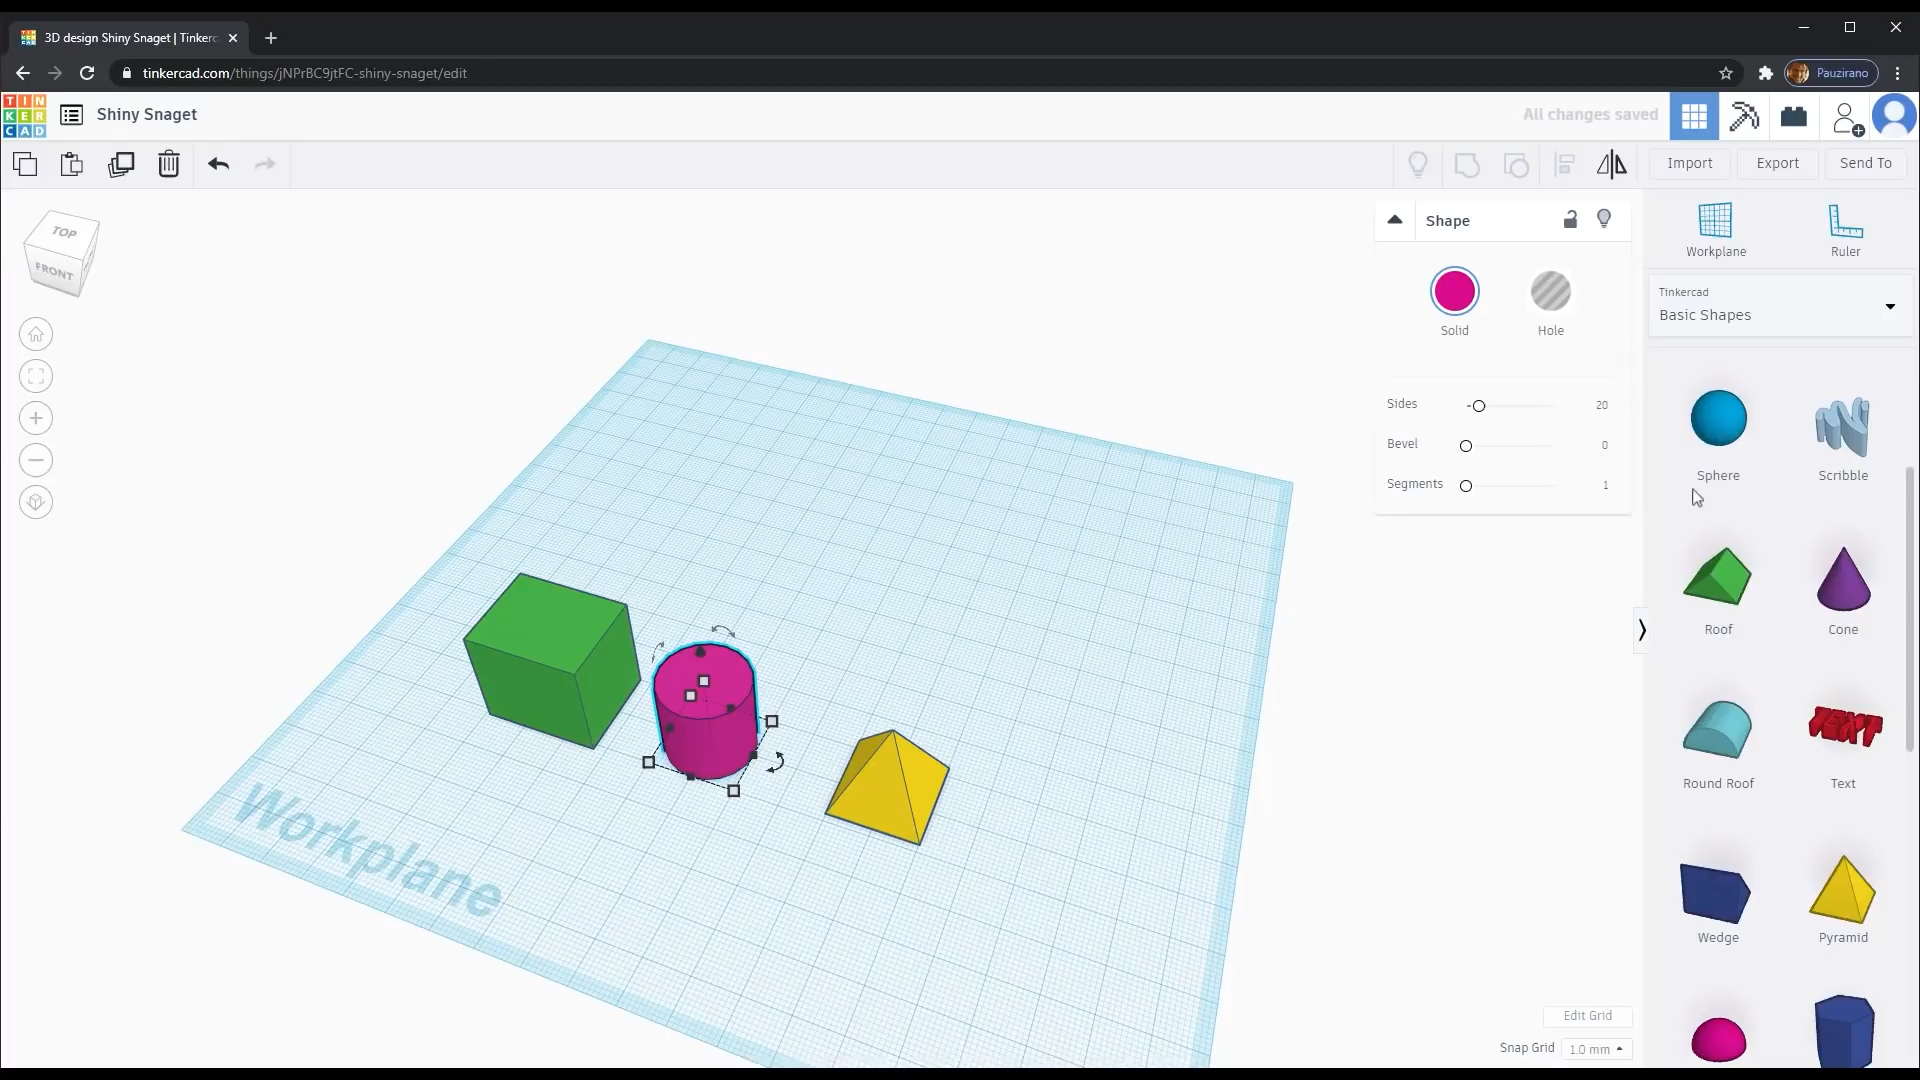 3D design Shiny Snaget | Tinkerc
tinkercad.com/things/jNPrBC9jtFC-shiny-snaget/edit
Pauzirano
TIN
KER
CAD
Shiny Snaget
All changes saved
Import
Export
Send To
TOP
FRONT
Shape
Solid
Hole
Sides
20
Bevel
0
Segments
1
Workplane
Ruler
Tinkercad
Basic Shapes
Sphere
Scribble
Roof
Cone
Round Roof
TEXT
Text
Wedge
Pyramid
Workplane
Edit Grid
Snap Grid
1.0 mm